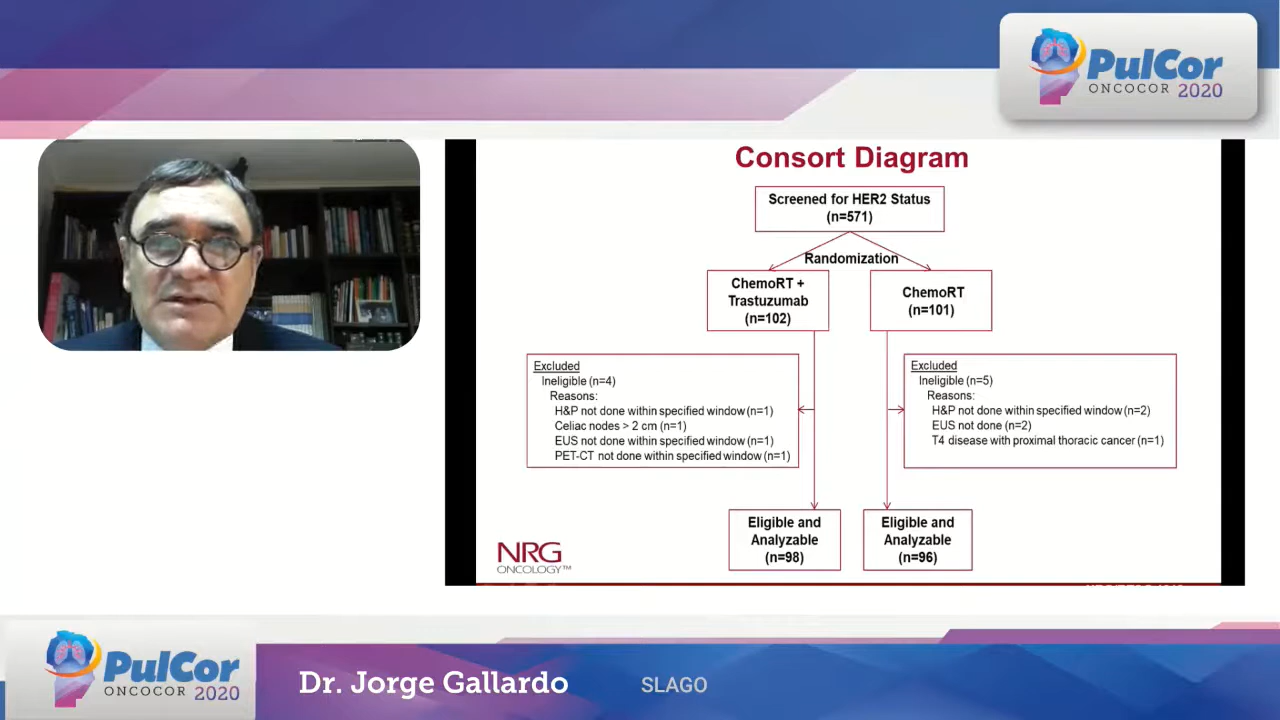 PulCor
ONCOCOR 2020
Consort Diagram
Screened for HER2 Status
(n=571)
Randomization
ChemoRT +
Trastuzumab
(n=102)
ChemoRT
(n=101)
Excluded
Ineligible (n=4)
Reasons:
H&P not done within specified window (n=1)
Celiac nodes > 2 cm (n=1)
EUS not done within specified window (n=1)
PET-CT not done within specified window (n=1)
Excluded
Ineligible (n=5)
Reasons:
H&P not done within specified window (n=2)
EUS not done (n=2)
T4 disease with proximal thoracic cancer (n=1)
Eligible and
Analyzable
(n=98)
Eligible and
Analyzable
(n=96)
NRG
ONCOLOGY™
PulCor
ONCOCOR 2020
Dr. Jorge Gallardo
SLAGO